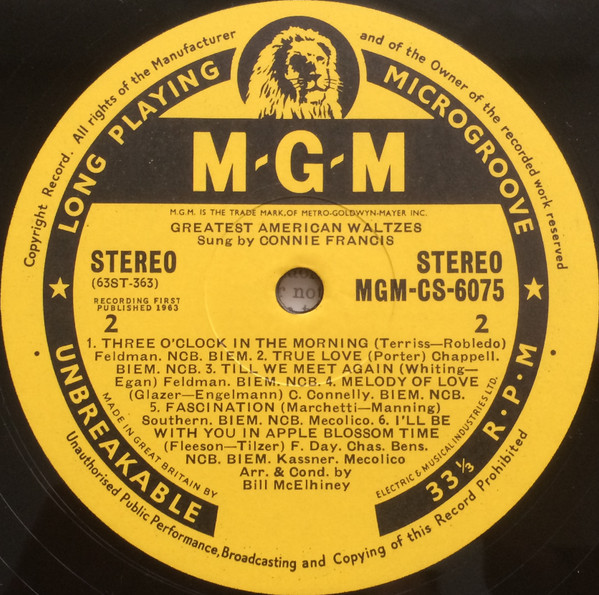 Copyright Record. All rights of the Manufacturer and of the Owner of the recorded work reserved
LONG PLAYING MICROGROOVE
M-G-M
M.G.M. IS THE TRADE MARK, OF METRO-GOLDWYN-MAYER INC.
GREATEST AMERICAN WALTZES
Sung by CONNIE FRANCIS
STEREO STEREO
(63ST-363) MGM-CS-6075
RECORDING FIRST
PUBLISHED 1963
2 2
1. THREE O'CLOCK IN THE MORNING (Terriss-Robledo)
Feldman. NCB. BIEM. 2. TRUE LOVE (Porter) Chappell.
BIEM. NCB. 3. TILL WE MEET AGAIN (Whiting-
Egan) Feldman. BIEM. NCB. 4. MELODY OF LOVE
(Glazer-Engelmann) C. Connelly. BIEM. NCB.
5. FASCINATION (Marchetti-Manning)
Southern. BIEM. NCB. Mecolico. 6. I'LL BE
WITH YOU IN APPLE BLOSSOM TIME
(Fleeson-Tilzer) F. Day. Chas. Bens.
NCB. BIEM. Kassner. Mecolico
Arr. & Cond. by
Bill McElhiney
MADE IN GREAT BRITAIN BY ELECTRIC & MUSICAL INDUSTRIES LTD.
UNBREAKABLE 33⅓ R·P·M
Unauthorised Public Performance, Broadcasting and Copying of this Record Prohibited